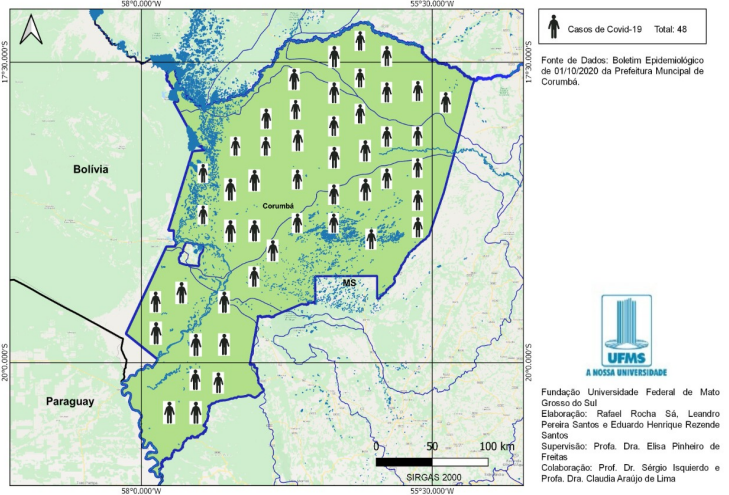 58°0.000'O
55°30.000'O
17°30.000'S
17°30.000'S
Bolívia
Corumbá
MS
20°0.000'S
20°0.000'S
Paraguay
0 50 100 km
SIRGAS 2000
58°0.000'O
55°30.000'O
Casos de Covid-19 Total: 48
Fonte de Dados: Boletim Epidemiológico
de 01/10/2020 da Prefeitura Muncipal de
Corumbá.
UFMS
A NOSSA UNIVERSIDADE
Fundação Universidade Federal de Mato
Grosso do Sul
Elaboração: Rafael Rocha Sá, Leandro
Pereira Santos e Eduardo Henrique Rezende
Santos
Supervisão: Profa. Dra. Elisa Pinheiro de
Freitas
Colaboração: Prof. Dr. Sérgio Isquierdo e
Profa. Dra. Claudia Araújo de Lima